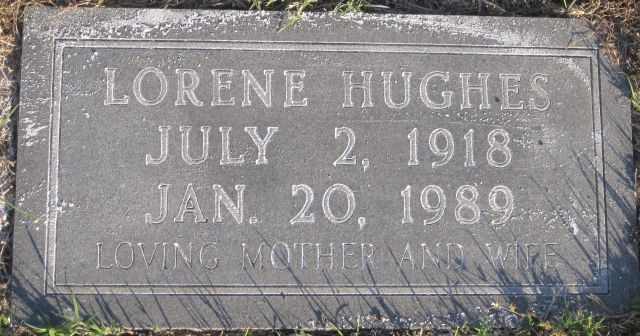 LORENE HUGHES
JULY 2, 1918
JAN. 20, 1989
LOVING MOTHER AND WIFE